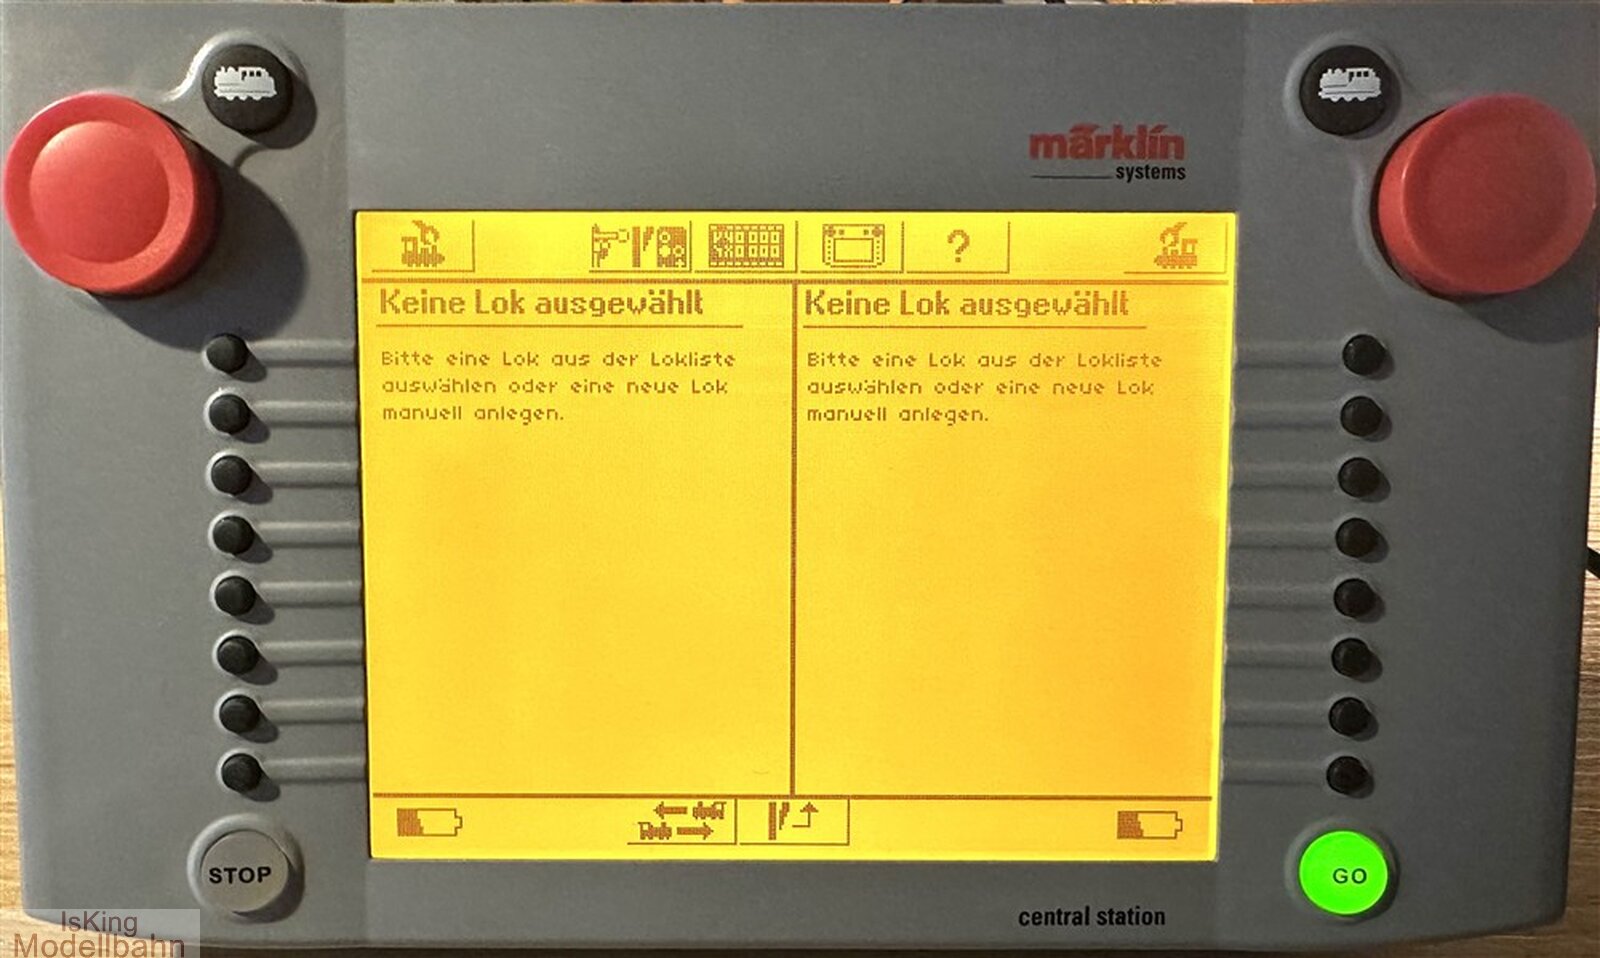 märklin
systems
?
Keine Lok ausgewählt
Bitte eine Lok aus der Lokliste
auswählen oder eine neue Lok
manuell anlegen.
Keine Lok ausgewählt
Bitte eine Lok aus der Lokliste
auswählen oder eine neue Lok
manuell anlegen.
STOP
GO
central station
IsKing
Modellbahn